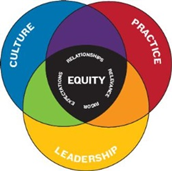 CULTURE
PRACTICE
RELATIONSHIPS
EQUITY
EXPECTATIONS
RELEVANCE
RIGOR
LEADERSHIP